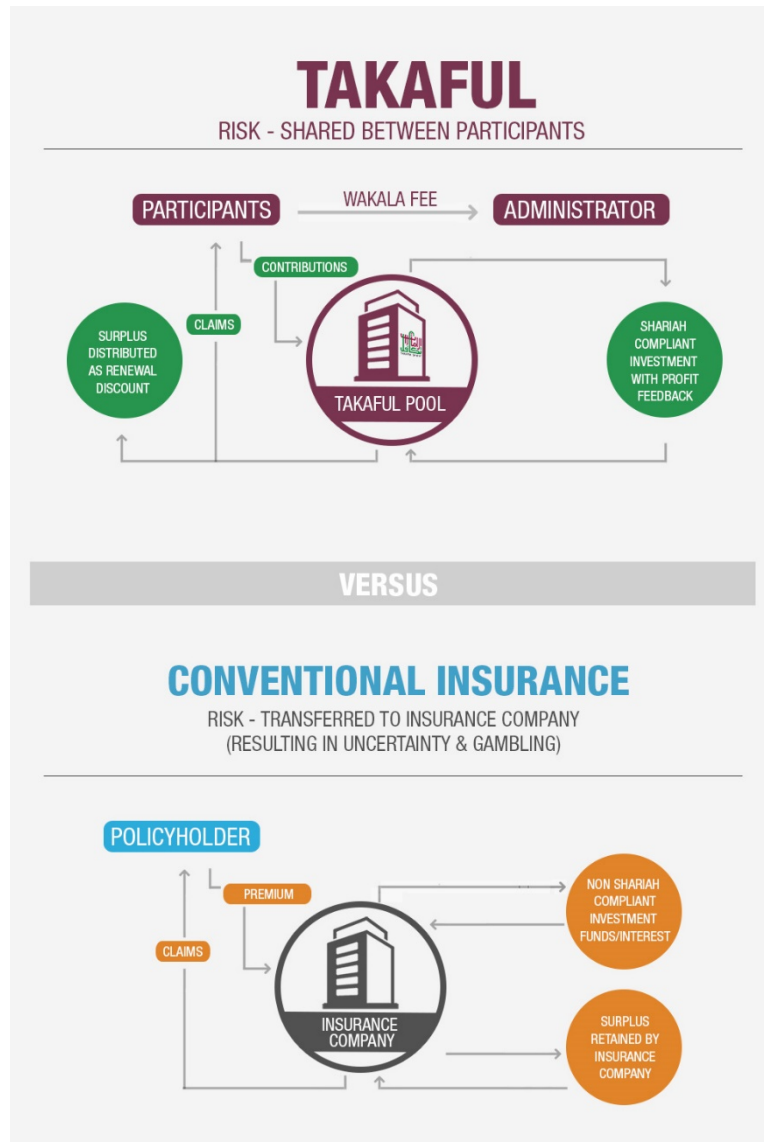 TAKAFUL
RISK - SHARED BETWEEN PARTICIPANTS
PARTICIPANTS
WAKALA FEE
ADMINISTRATOR
CONTRIBUTIONS
CLAIMS
SURPLUS
DISTRIBUTED
AS RENEWAL
DISCOUNT
TAKAFUL POOL
SHARIAH
COMPLIANT
INVESTMENT
WITH PROFIT
FEEDBACK
VERSUS
CONVENTIONAL INSURANCE
RISK - TRANSFERRED TO INSURANCE COMPANY
(RESULTING IN UNCERTAINTY & GAMBLING)
POLICYHOLDER
PREMIUM
CLAIMS
INSURANCE
COMPANY
NON SHARIAH
COMPLIANT
INVESTMENT
FUNDS/INTEREST
SURPLUS
RETAINED BY
INSURANCE
COMPANY